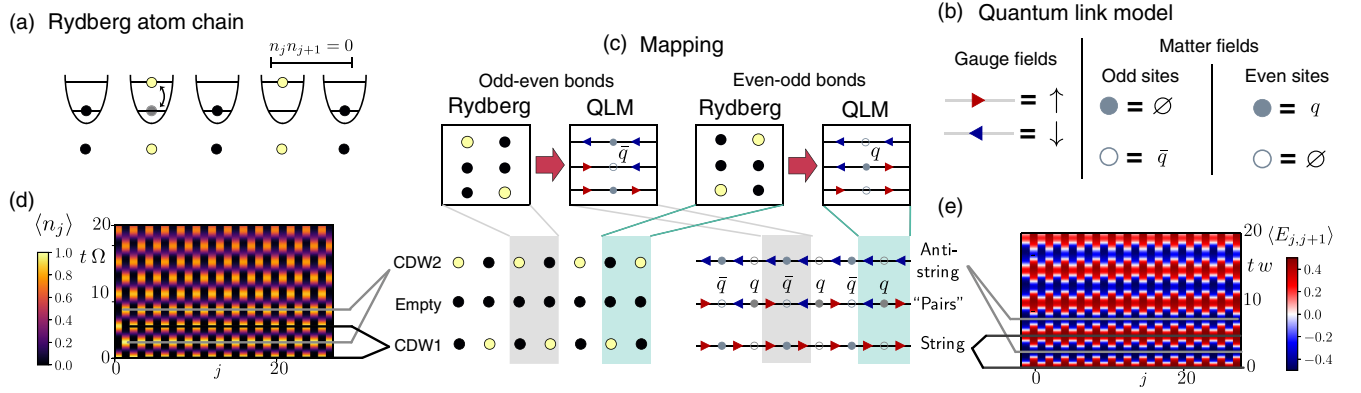 (a) Rydberg atom chain
n_j n_{j+1} = 0
(b) Quantum link model
Gauge fields
= ↑
= ↓
Matter fields
Odd sites
= ∅
= q̄
Even sites
= q
= ∅
(c) Mapping
Odd-even bonds
Even-odd bonds
Rydberg
QLM
Rydberg
QLM
q̄
q
(d)
⟨n_j⟩
1.0
0.8
0.6
0.4
0.2
0.0
t Ω
20
10
0
0
j
20
CDW2
Empty
CDW1
q̄ q q̄ q q̄ q
Anti-
string
"Pairs"
String
(e)
20
⟨E_{j,j+1}⟩
t w
10
0
0
j
20
0.4
0.2
0.0
−0.2
−0.4